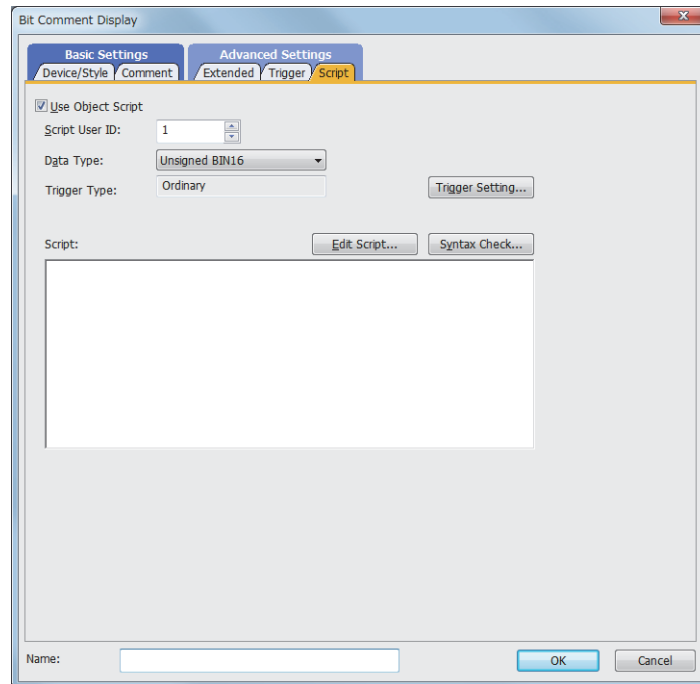 Bit Comment Display
x
Basic Settings Advanced Settings
Device/Style Comment Extended Trigger Script
Use Object Script
Script User ID: 1
Data Type: Unsigned BIN16
Trigger Type: Ordinary Trigger Setting...
Script: Edit Script... Syntax Check...
Name: OK Cancel